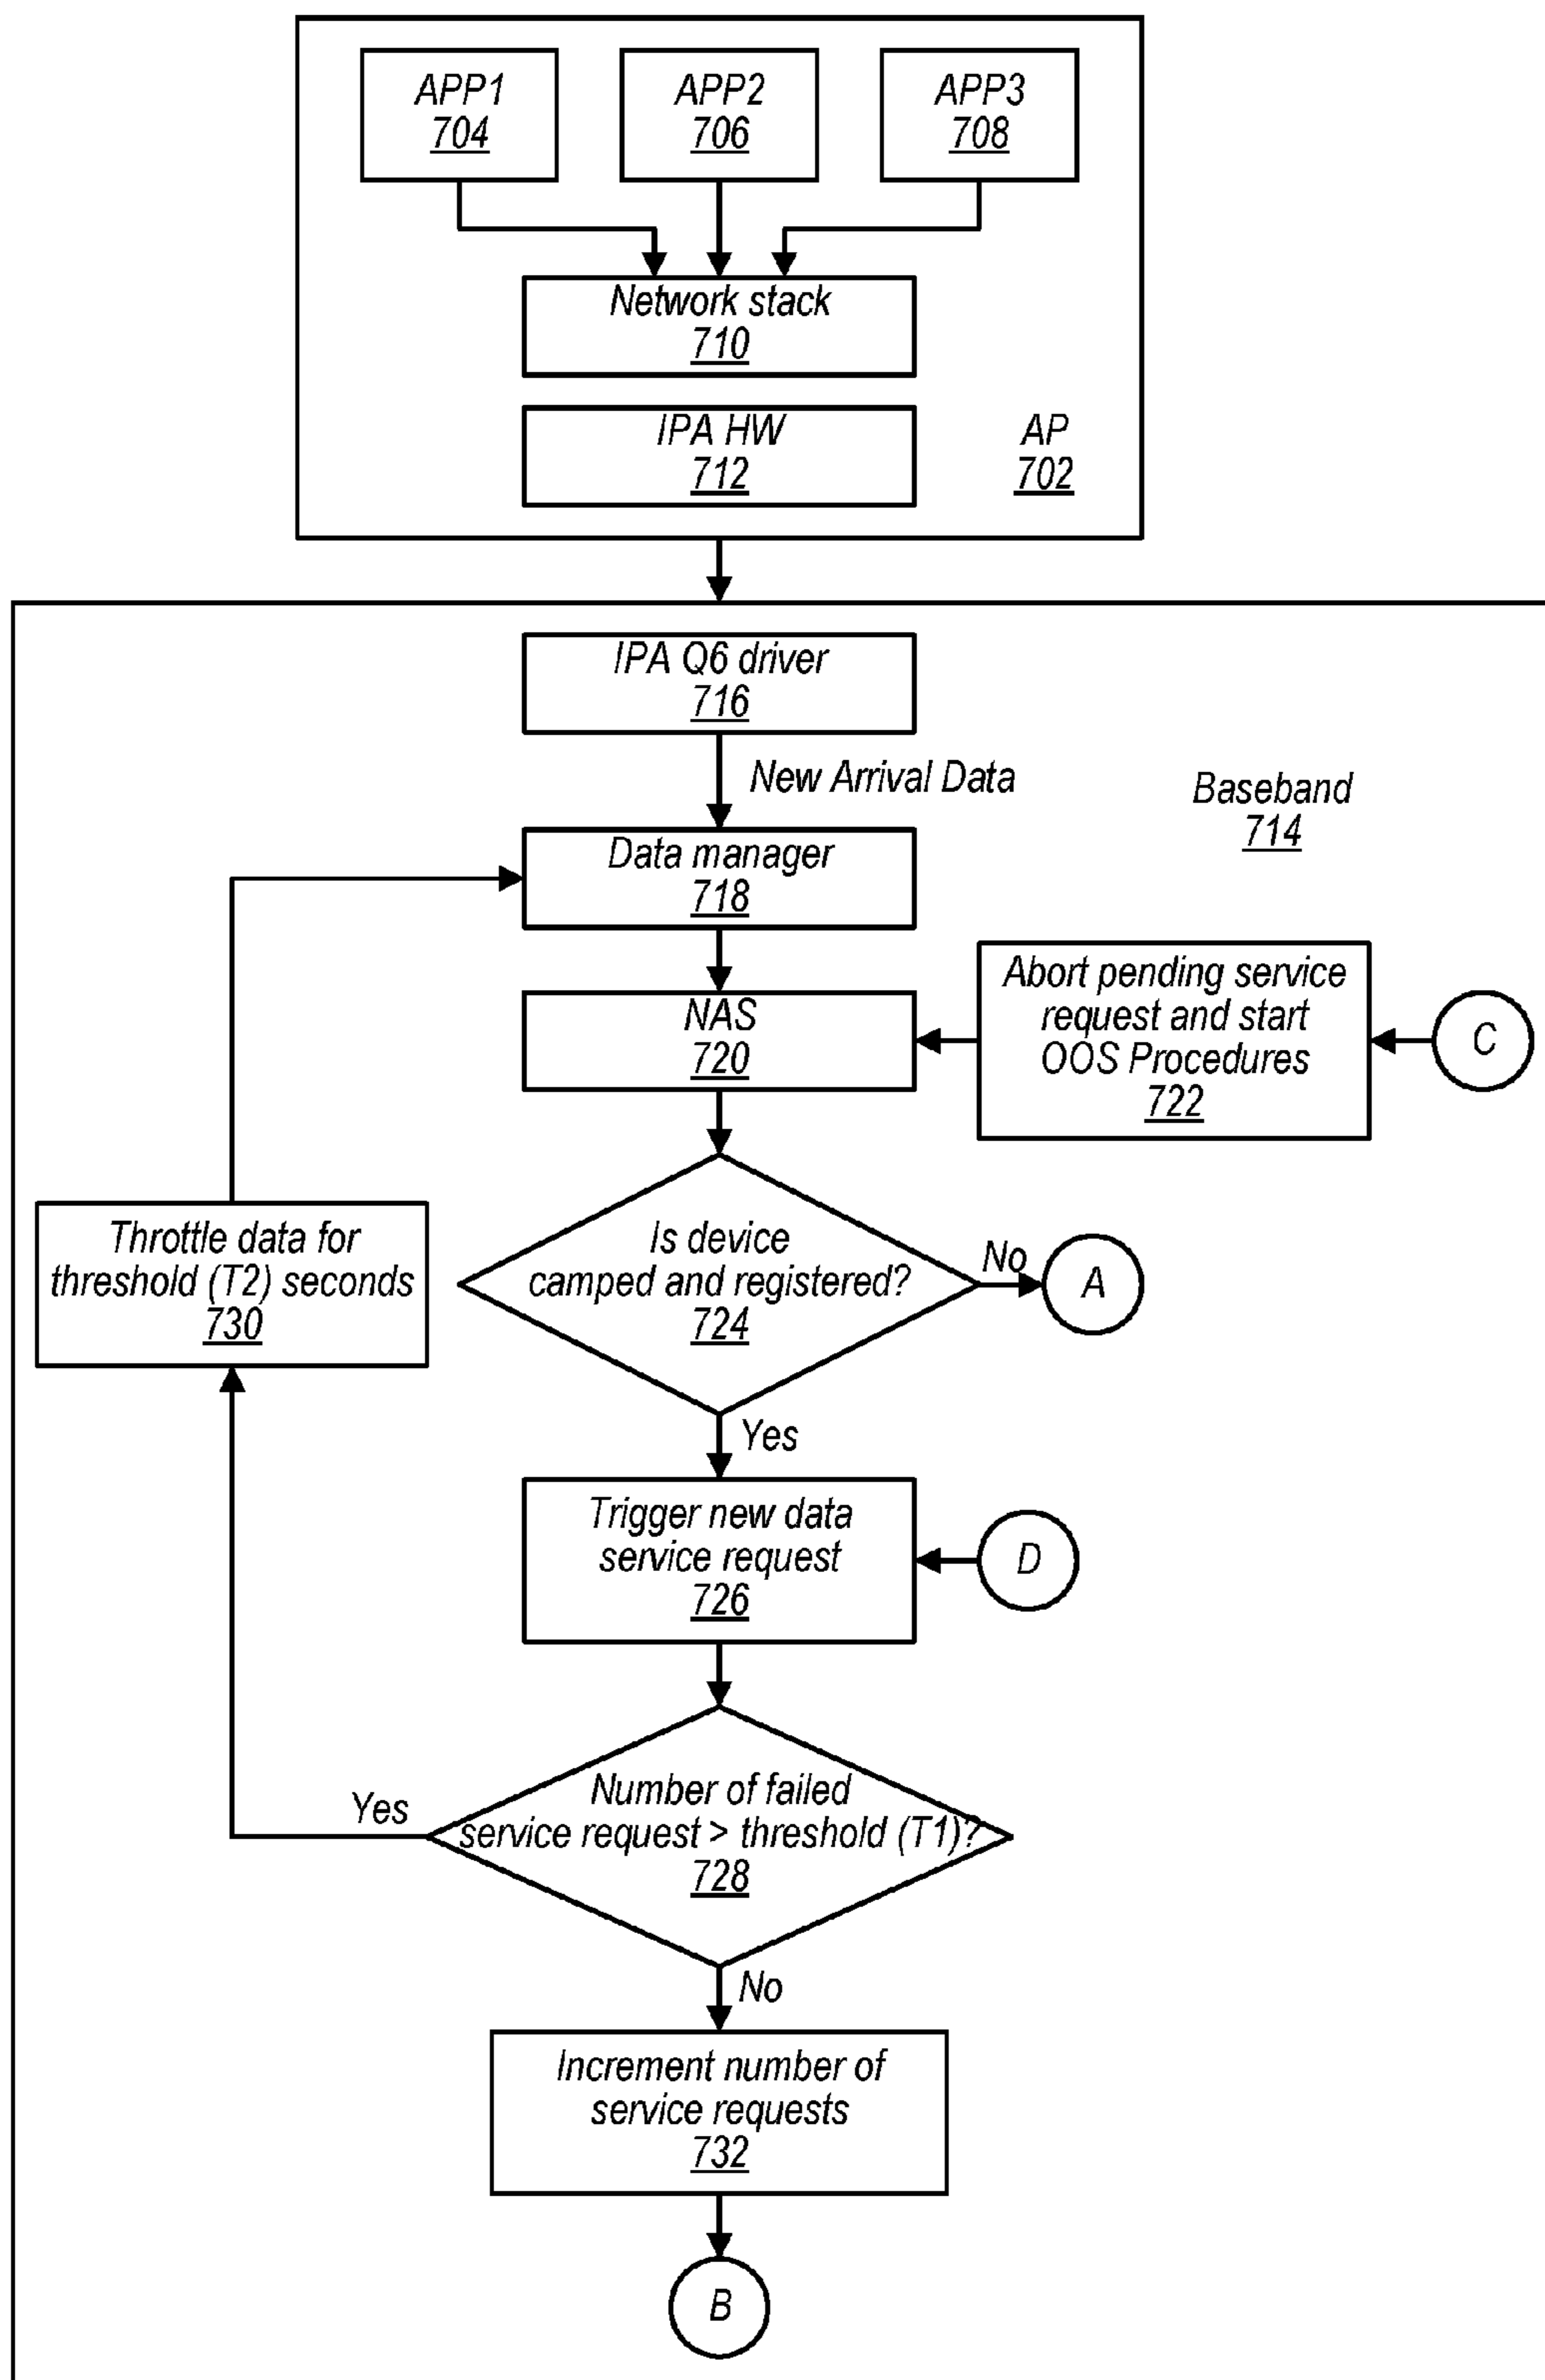 APP1
704
APP2
706
APP3
708
Network stack
710
IPA HW
712
AP
702
IPA Q6 driver
716
New Arrival Data
Baseband
714
Data manager
718
NAS
720
Abort pending service
request and start
OOS Procedures
722
C
Throttle data for
threshold (T2) seconds
730
Is device
camped and registered?
724
No
A
Yes
Trigger new data
service request
726
D
Number of failed
service request > threshold (T1)?
728
Yes
No
Increment number of
service requests
732
B